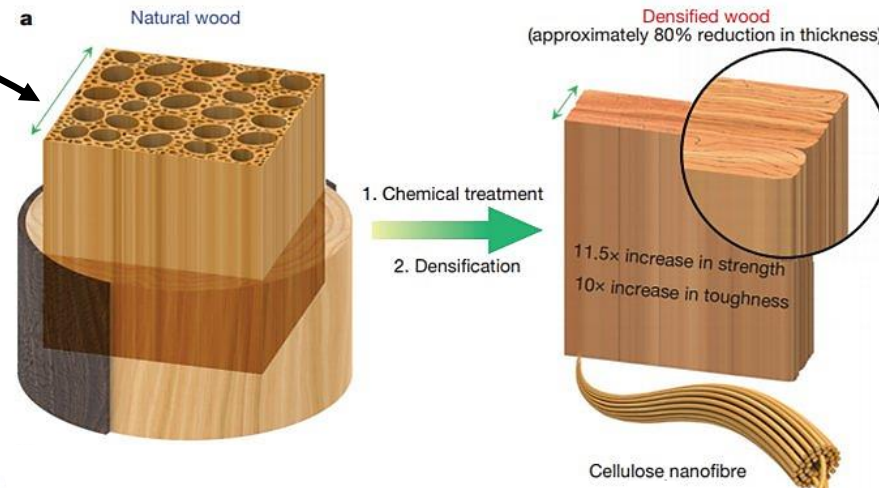 a
Natural wood
Densified wood
(approximately 80% reduction in thickness)
1. Chemical treatment
2. Densification
11.5× increase in strength
10× increase in toughness
Cellulose nanofibre